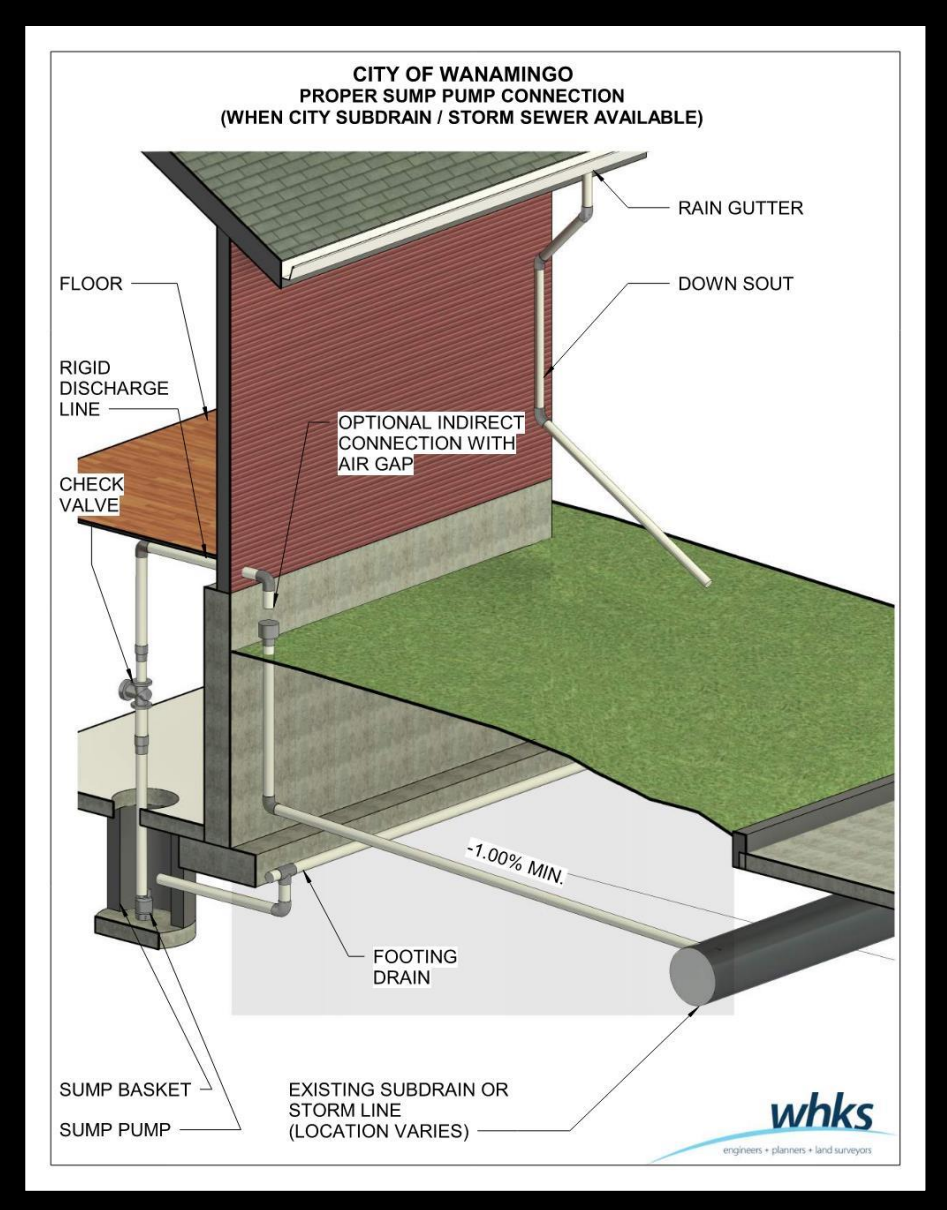 CITY OF WANAMINGO
PROPER SUMP PUMP CONNECTION
(WHEN CITY SUBDRAIN / STORM SEWER AVAILABLE)
RAIN GUTTER
FLOOR
DOWN SOUT
RIGID
DISCHARGE
LINE
OPTIONAL INDIRECT
CONNECTION WITH
AIR GAP
CHECK
VALVE
-1.00% MIN.
FOOTING
DRAIN
SUMP BASKET
SUMP PUMP
EXISTING SUBDRAIN OR
STORM LINE
(LOCATION VARIES)
whks
engineers + planners + land surveyors